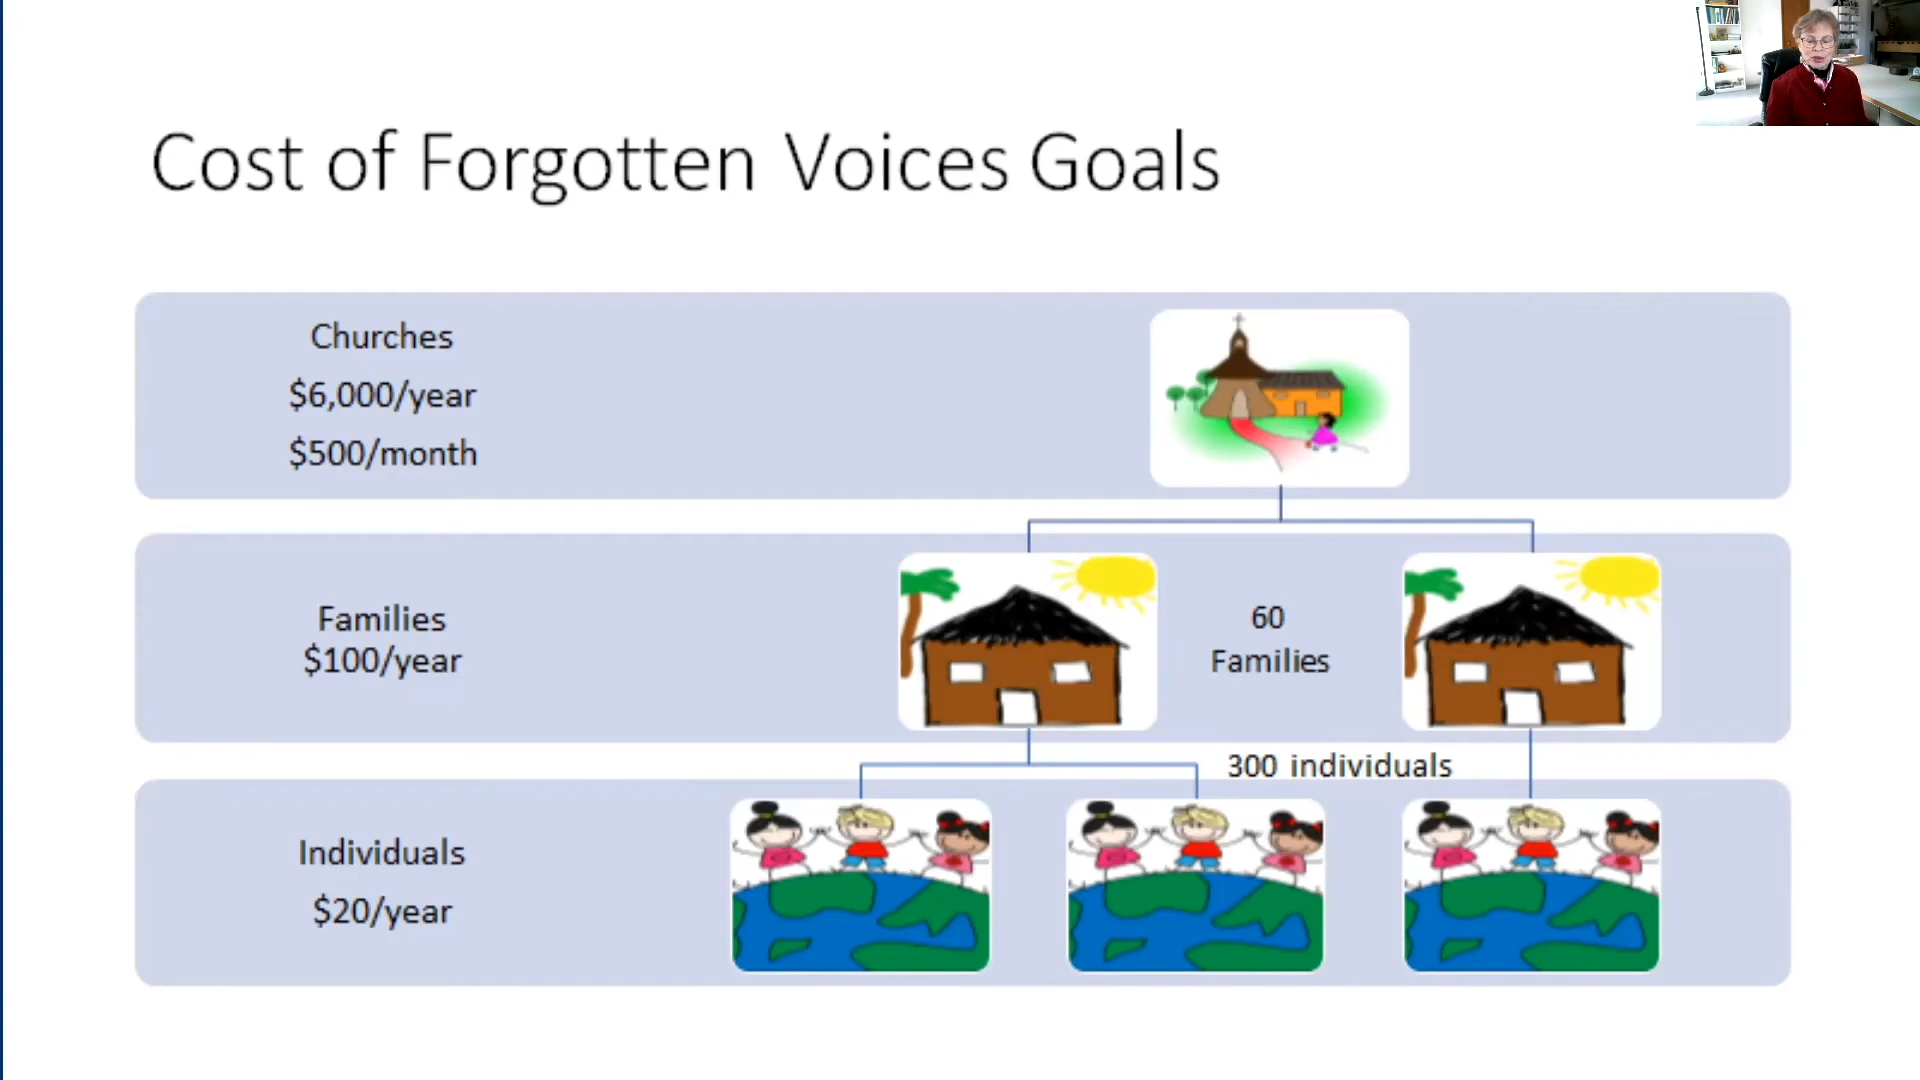 Cost of Forgotten Voices Goals
Churches
$6,000/year
$500/month
Families
$100/year
60
Families
300 individuals
Individuals
$20/year